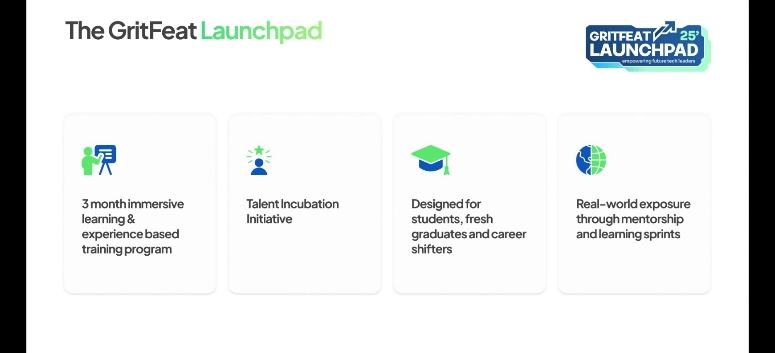 The GritFeat Launchpad
GRITFEAT 25'
LAUNCHPAD
empowering future tech leaders
3 month immersive
learning &
experience based
training program
Talent Incubation
Initiative
Designed for
students, fresh
graduates and career
shifters
Real-world exposure
through mentorship
and learning sprints